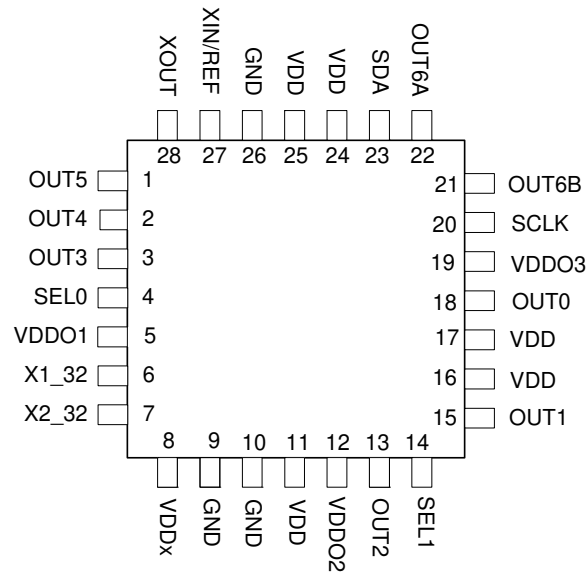 XOUT XIN/REF GND VDD VDD SDA OUT6A
28 27 26 25 24 23 22
OUT5 1
OUT4 2
OUT3 3
SEL0 4
VDDO1 5
X1_32 6
X2_32 7
21 OUT6B
20 SCLK
19 VDDO3
18 OUT0
17 VDD
16 VDD
15 OUT1
8 9 10 11 12 13 14
VDDx GND GND VDD VDDO2 OUT2 SEL1